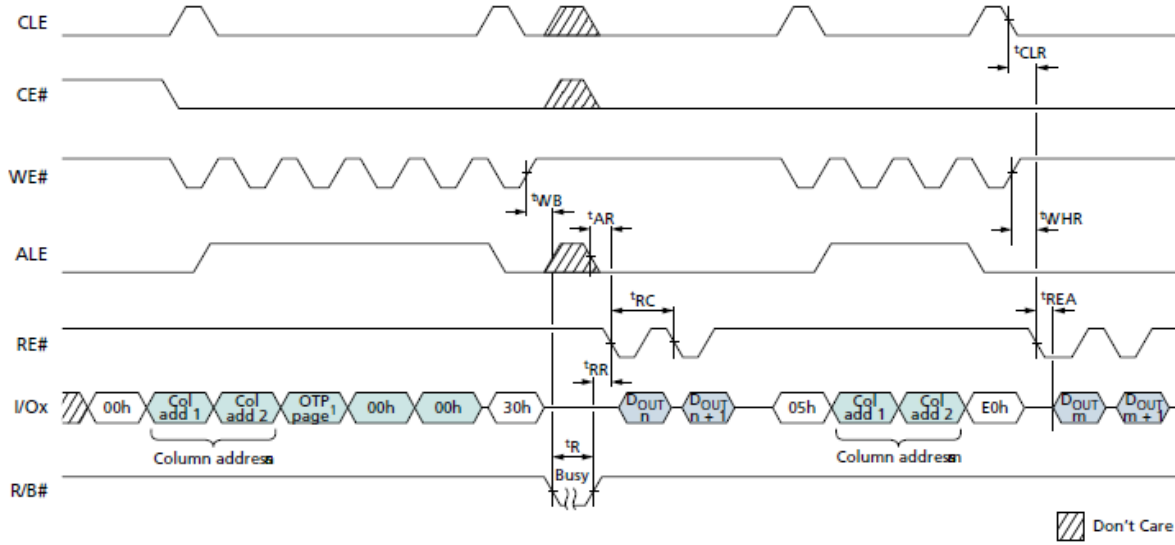 CLE
tCLR
CE#
WE#
tWB
tAR
tWHR
ALE
tRC
tREA
RE#
tRR
I/Ox
00h
Col add 1
Col add 2
OTP page1
00h
00h
30h
DOUT n
DOUT n + 1
05h
Col add 1
Col add 2
E0h
DOUT m
DOUT m + 1
Column address n
Column address m
tR
Busy
R/B#
Don't Care